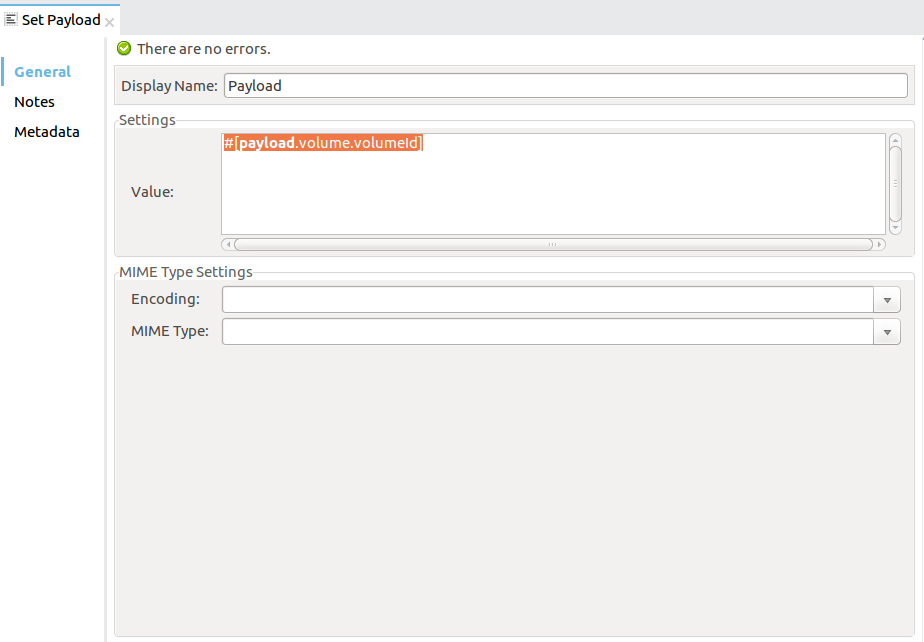 Set Payload
There are no errors.
General
Display Name: Payload
Notes
Settings
Metadata
#[payload.volume.volumeId]
Value:
MIME Type Settings
Encoding:
MIME Type: